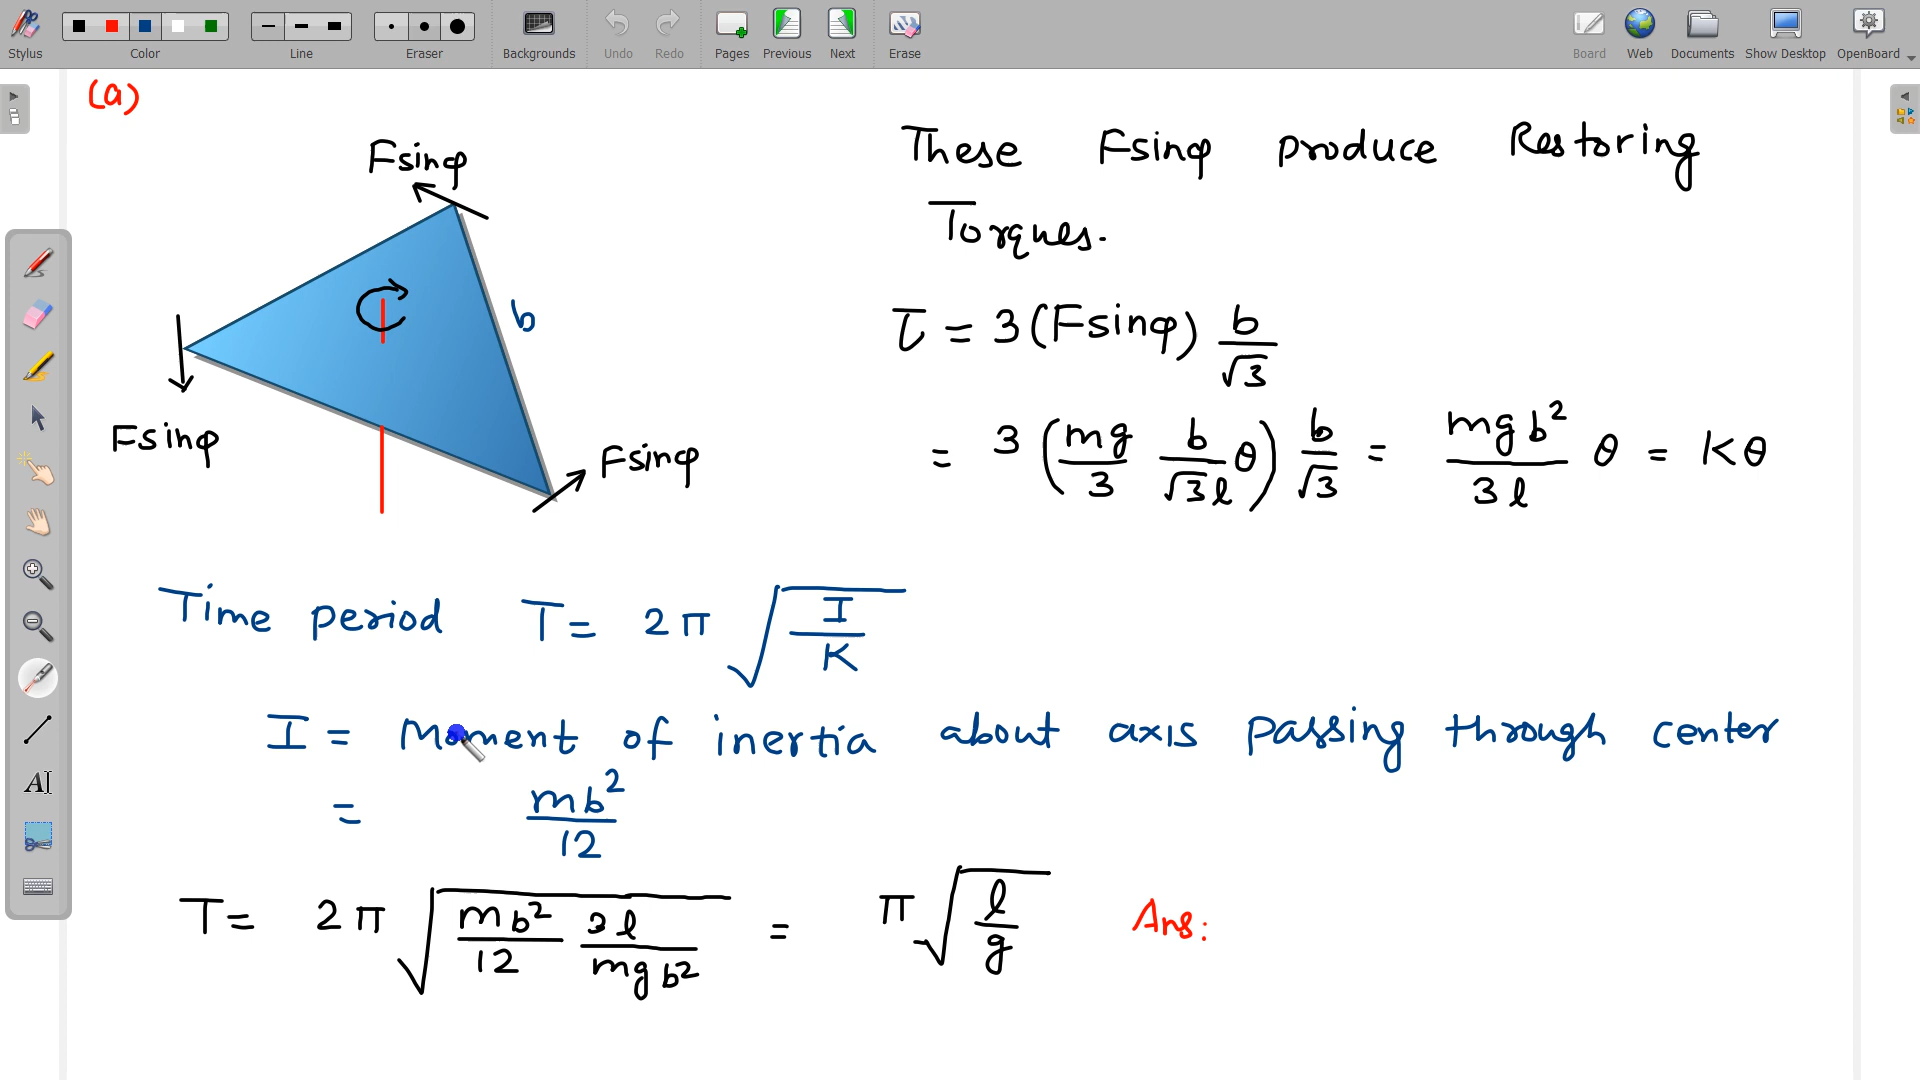 Stylus Color Line Eraser Backgrounds Undo Redo Pages Previous Next Erase Board Web Documents Show Desktop OpenBoard
(a)
Fsinφ
These Fsinφ produce Restoring
Torques.
b
τ = 3(Fsinφ) b/√3
Fsinφ
Fsinφ
= 3 (mg/3 b/√3l θ) b/√3 = mgb²/3l θ = Kθ
Time period T = 2π √(I/K)
I = Moment of inertia about axis passing through center
= mb²/12
T = 2π √(mb²/12 3l/mgb²) = π √(l/g) Ans: